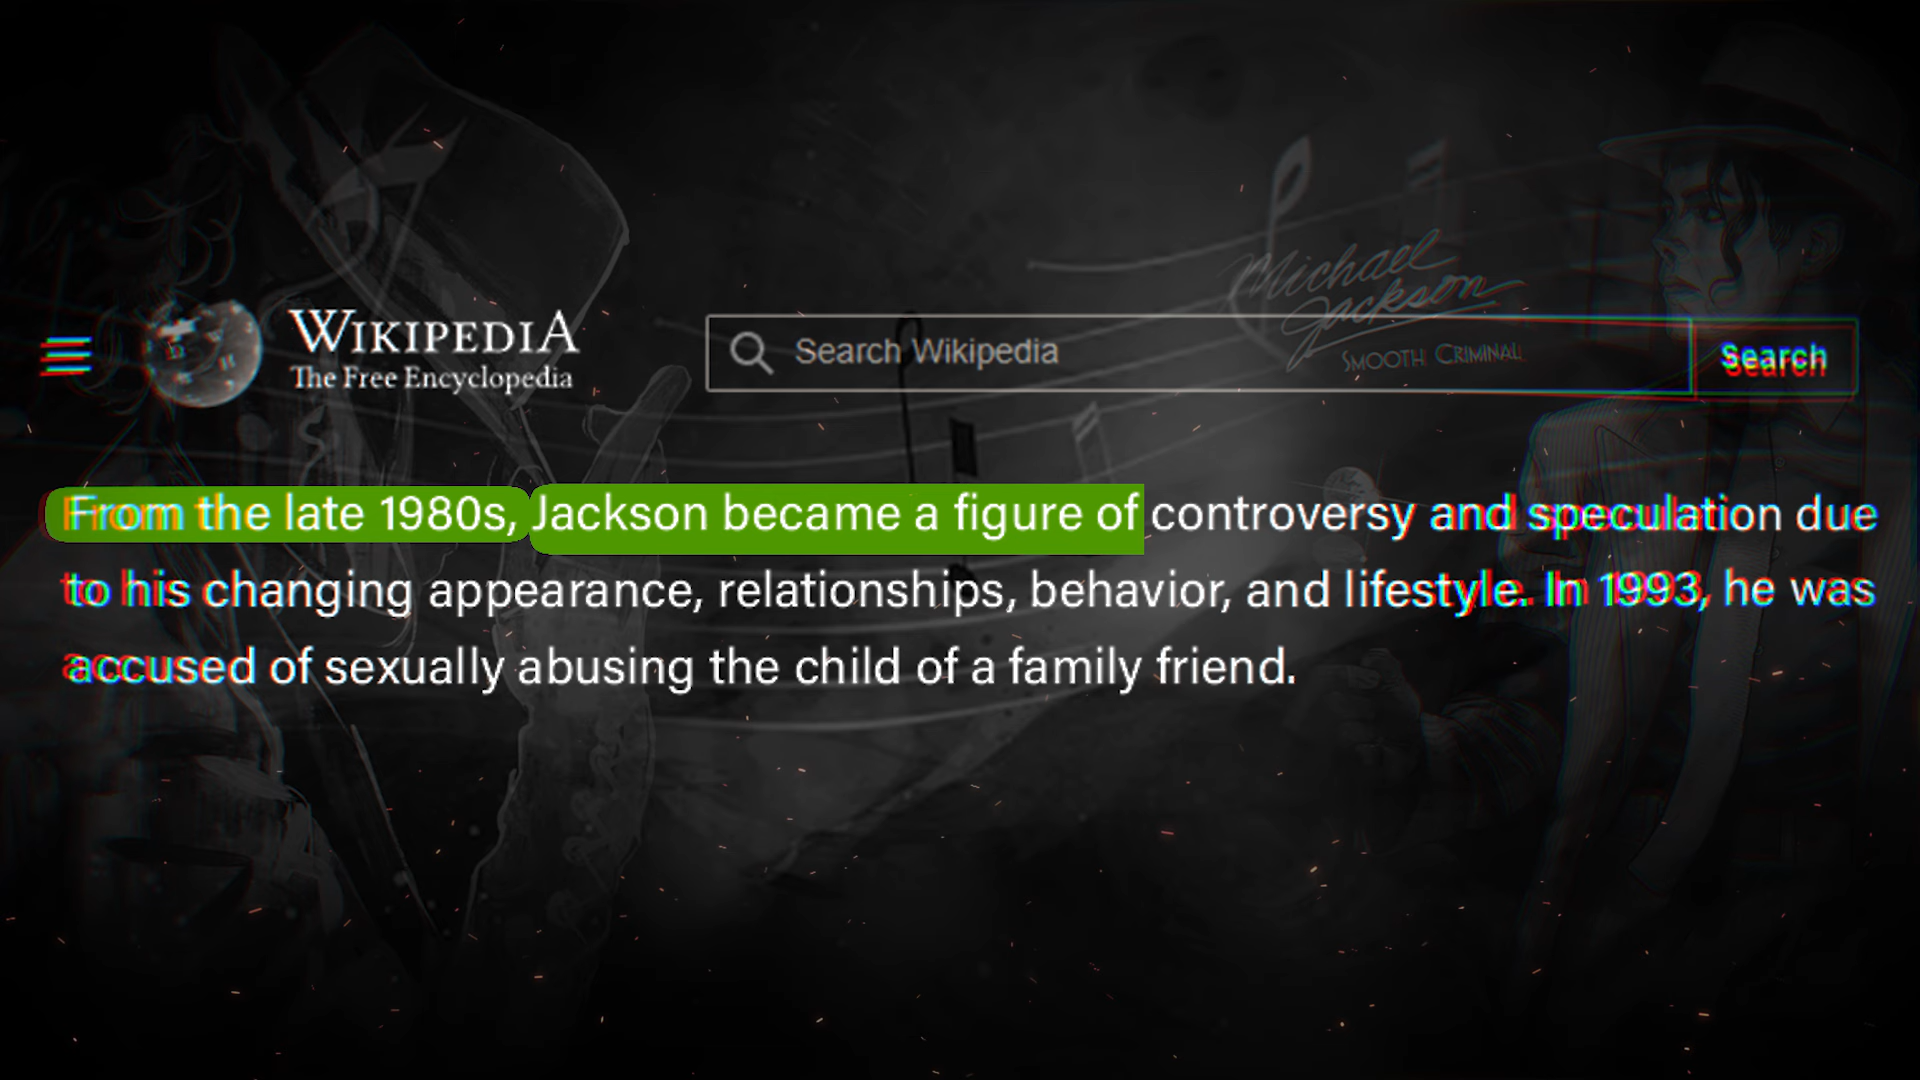 Michael
Jackson
SMOOTH CRIMINAL
WIKIPEDIA
The Free Encyclopedia
Search Wikipedia
Search
From the late 1980s, Jackson became a figure of controversy and speculation due
to his changing appearance, relationships, behavior, and lifestyle. In 1993, he was
accused of sexually abusing the child of a family friend.